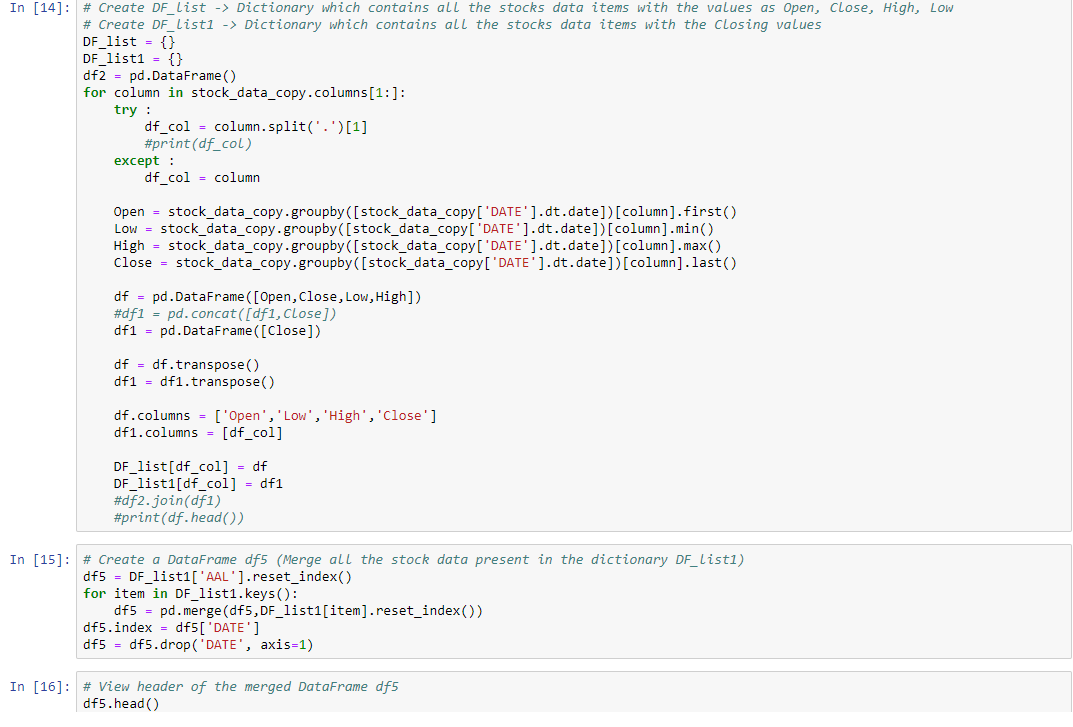 In [14]: # Create DF_list -> Dictionary which contains all the stocks data items with the values as Open, Close, High, Low
# Create DF_list1 -> Dictionary which contains all the stocks data items with the Closing values
DF_list = {}
DF_list1 = {}
df2 = pd.DataFrame()
for column in stock_data_copy.columns[1:]:
    try :
        df_col = column.split('.')[1]
        #print(df_col)
    except :
        df_col = column

    Open = stock_data_copy.groupby([stock_data_copy['DATE'].dt.date])[column].first()
    Low = stock_data_copy.groupby([stock_data_copy['DATE'].dt.date])[column].min()
    High = stock_data_copy.groupby([stock_data_copy['DATE'].dt.date])[column].max()
    Close = stock_data_copy.groupby([stock_data_copy['DATE'].dt.date])[column].last()

    df = pd.DataFrame([Open,Close,Low,High])
    #df1 = pd.concat([df1,Close])
    df1 = pd.DataFrame([Close])

    df = df.transpose()
    df1 = df1.transpose()

    df.columns = ['Open','Low','High','Close']
    df1.columns = [df_col]

    DF_list[df_col] = df
    DF_list1[df_col] = df1
    #df2.join(df1)
    #print(df.head())

In [15]: # Create a DataFrame df5 (Merge all the stock data present in the dictionary DF_list1)
df5 = DF_list1['AAL'].reset_index()
for item in DF_list1.keys():
    df5 = pd.merge(df5,DF_list1[item].reset_index())
df5.index = df5['DATE']
df5 = df5.drop('DATE', axis=1)

In [16]: # View header of the merged DataFrame df5
df5.head()